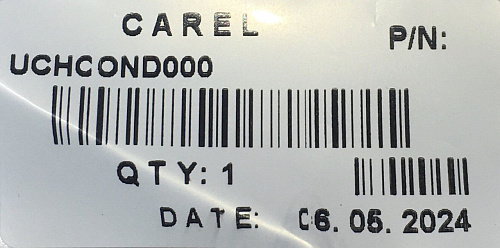 CAREL
P/N:
UCHCOND000
QTY: 1
DATE: 06.05.2024